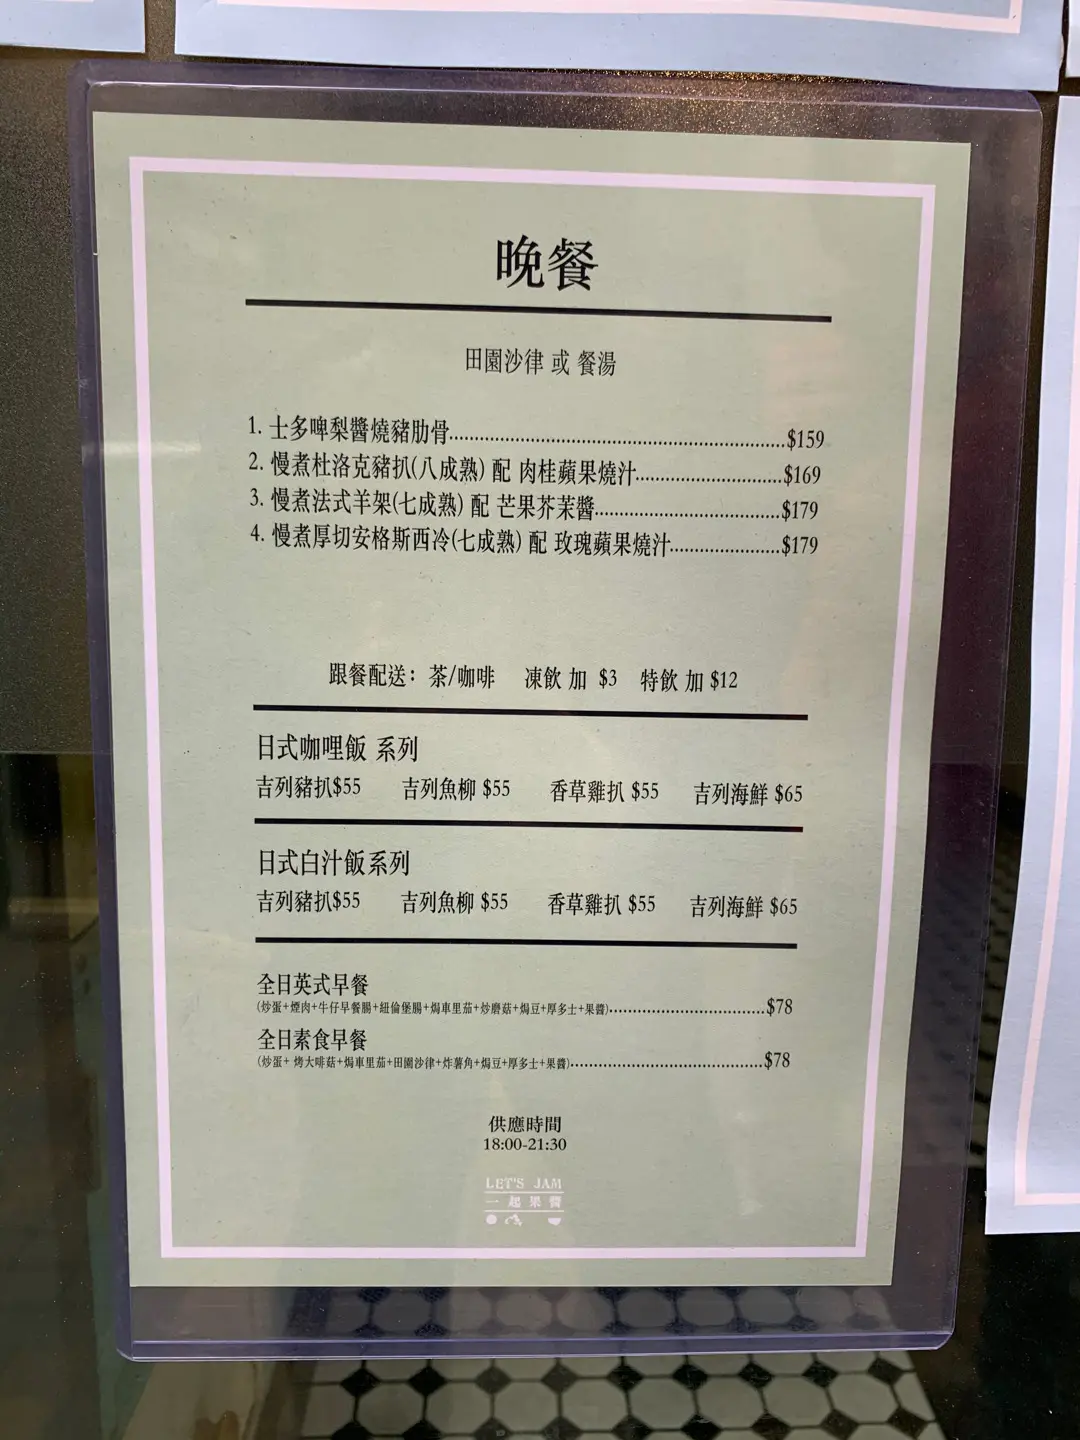 晚餐
田園沙律 或 餐湯
1. 士多啤梨醬燒豬肋骨..........$159
2. 慢煮杜洛克豬扒(八成熟) 配 肉桂蘋果燒汁..........$169
3. 慢煮法式羊架(七成熟) 配 芒果芥茉醬..........$179
4. 慢煮厚切安格斯西冷(七成熟) 配 玫瑰蘋果燒汁..........$179
跟餐配送：茶/咖啡 凍飲 加 $3 特飲 加 $12
日式咖哩飯 系列
吉列豬扒$55 吉列魚柳 $55 香草雞扒 $55 吉列海鮮 $65
日式白汁飯系列
吉列豬扒$55 吉列魚柳 $55 香草雞扒 $55 吉列海鮮 $65
全日英式早餐
(炒蛋+煙肉+牛仔早餐腸+紐倫堡腸+焗車里茄+炒磨菇+焗豆+厚多士+果醬)..........$78
全日素食早餐
(炒蛋+ 烤大啡菇+焗車里茄+田園沙律+炸薯角+焗豆+厚多士+果醬)..........$78
供應時間
18:00-21:30
LET'S JAM
一起果醬